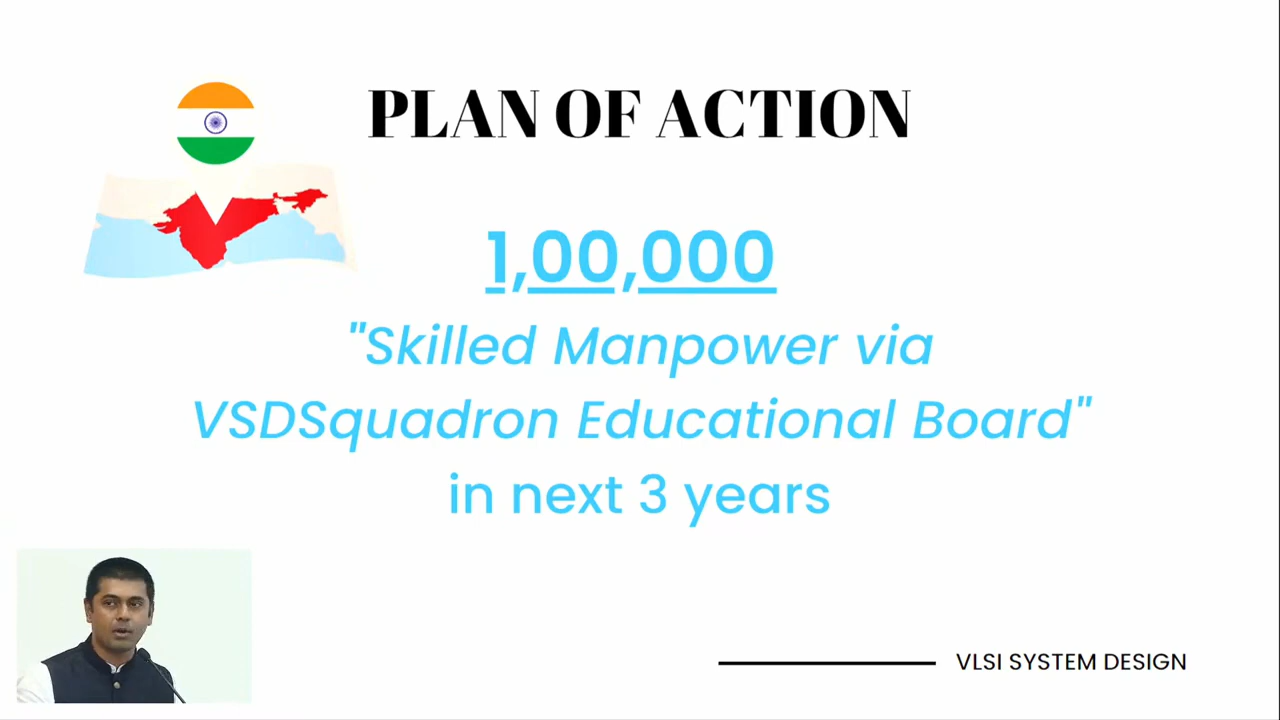 PLAN OF ACTION
1,00,000
"Skilled Manpower via
VSDSquadron Educational Board"
in next 3 years
VLSI SYSTEM DESIGN